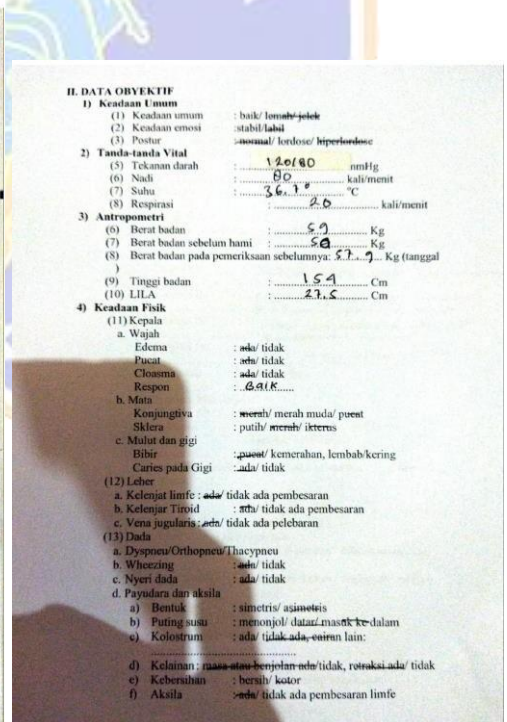 II. DATA OBYEKTIF
1) Keadaan Umum
(1) Keadaan umum : baik/ lemah/ jelek
(2) Keadaan emosi :stabil/labil
(3) Postur :normal/ lordose/ hiperlordose
2) Tanda-tanda Vital
(5) Tekanan darah : 120/80 nmHg
(6) Nadi : 80 kali/menit
(7) Suhu : 36.7° °C
(8) Respirasi : 20 kali/menit
3) Antropometri
(6) Berat badan : 59 Kg
(7) Berat badan sebelum hami : Kg
(8) Berat badan pada pemeriksaan sebelumnya: 57.9 Kg (tanggal
)
(9) Tinggi badan : 154 Cm
(10) LILA : 27,5 Cm
4) Keadaan Fisik
(11) Kepala
a. Wajah
Edema : ada/ tidak
Pucat : ada/ tidak
Cloasma : ada/ tidak
Respon : Baik
b. Mata
Konjungtiva : merah/ merah muda/ pucat
Sklera : putih/ merah/ ikterus
c. Mulut dan gigi
Bibir : pucat/ kemerahan, lembab/kering
Caries pada Gigi : ada/ tidak
(12) Leher
a. Kelenjat limfe : ada/ tidak ada pembesaran
b. Kelenjar Tiroid : ada/ tidak ada pembesaran
c. Vena jugularis : ada/ tidak ada pelebaran
(13) Dada
a. Dyspneu/Orthopneu/Thacypneu
b. Wheezing : ada/ tidak
c. Nyeri dada : ada/ tidak
d. Payudara dan aksila
a) Bentuk : simetris/ asimetris
b) Puting susu : menonjol/ datar/ masuk ke dalam
c) Kolostrum : ada/ tidak ada, cairan lain:
d) Kelainan : masa atau benjolan ada/tidak, retraksi ada/ tidak
e) Kebersihan : bersih/ kotor
f) Aksila : ada/ tidak ada pembesaran limfe